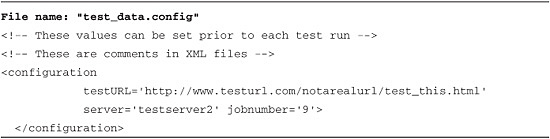 File name: "test_data.config"
<!-- These values can be set prior to each test run -->
<!-- These are comments in XML files -->
<configuration
testURL='http://www.testurl.com/notarealurl/test_this.html'
server='testserver2' jobnumber='9'>
</configuration>